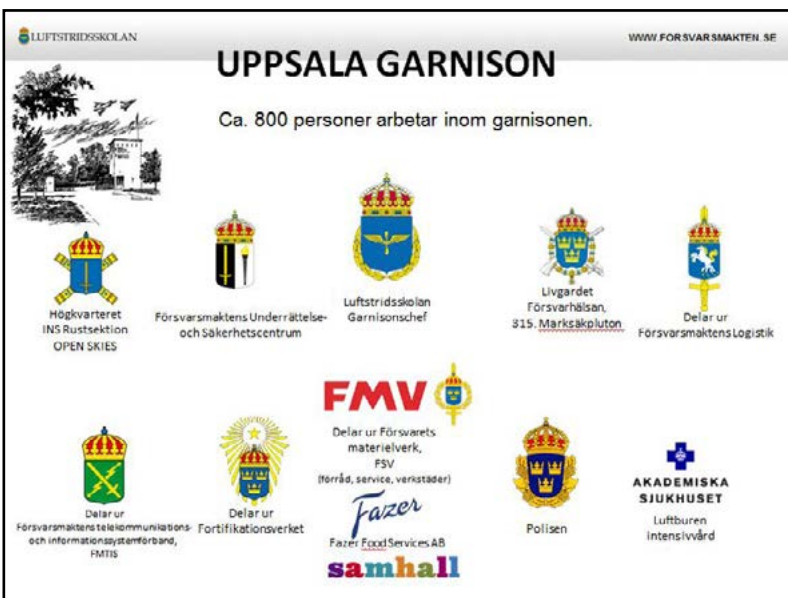 LUFTSTRIDSSKOLAN
WWW.FORSVARSMAKTEN.SE
UPPSALA GARNISON
Ca. 800 personer arbetar inom garnisonen.
Högkvarteret
INS Rustsektion
OPEN SKIES
Försvarsmaktens Underrättelse-
och Säkerhetscentrum
Luftstridsskolan
Garnisonschef
Livgardet
Försvarhälsan,
315. Marksäkpluton
Delar ur
Försvarsmaktens Logistik
Delar ur
Försvarsmaktens telekommunikations-
och informationssystemförband,
FMTIS
Delar ur
Fortifikationsverket
FMV
Delar ur Försvarets
materielverk,
FSV
(förråd, service, verkstäder)
Fazer
Fazer Food Services AB
samhall
Polisen
AKADEMISKA
SJUKHUSET
Luftburen
intensivvård